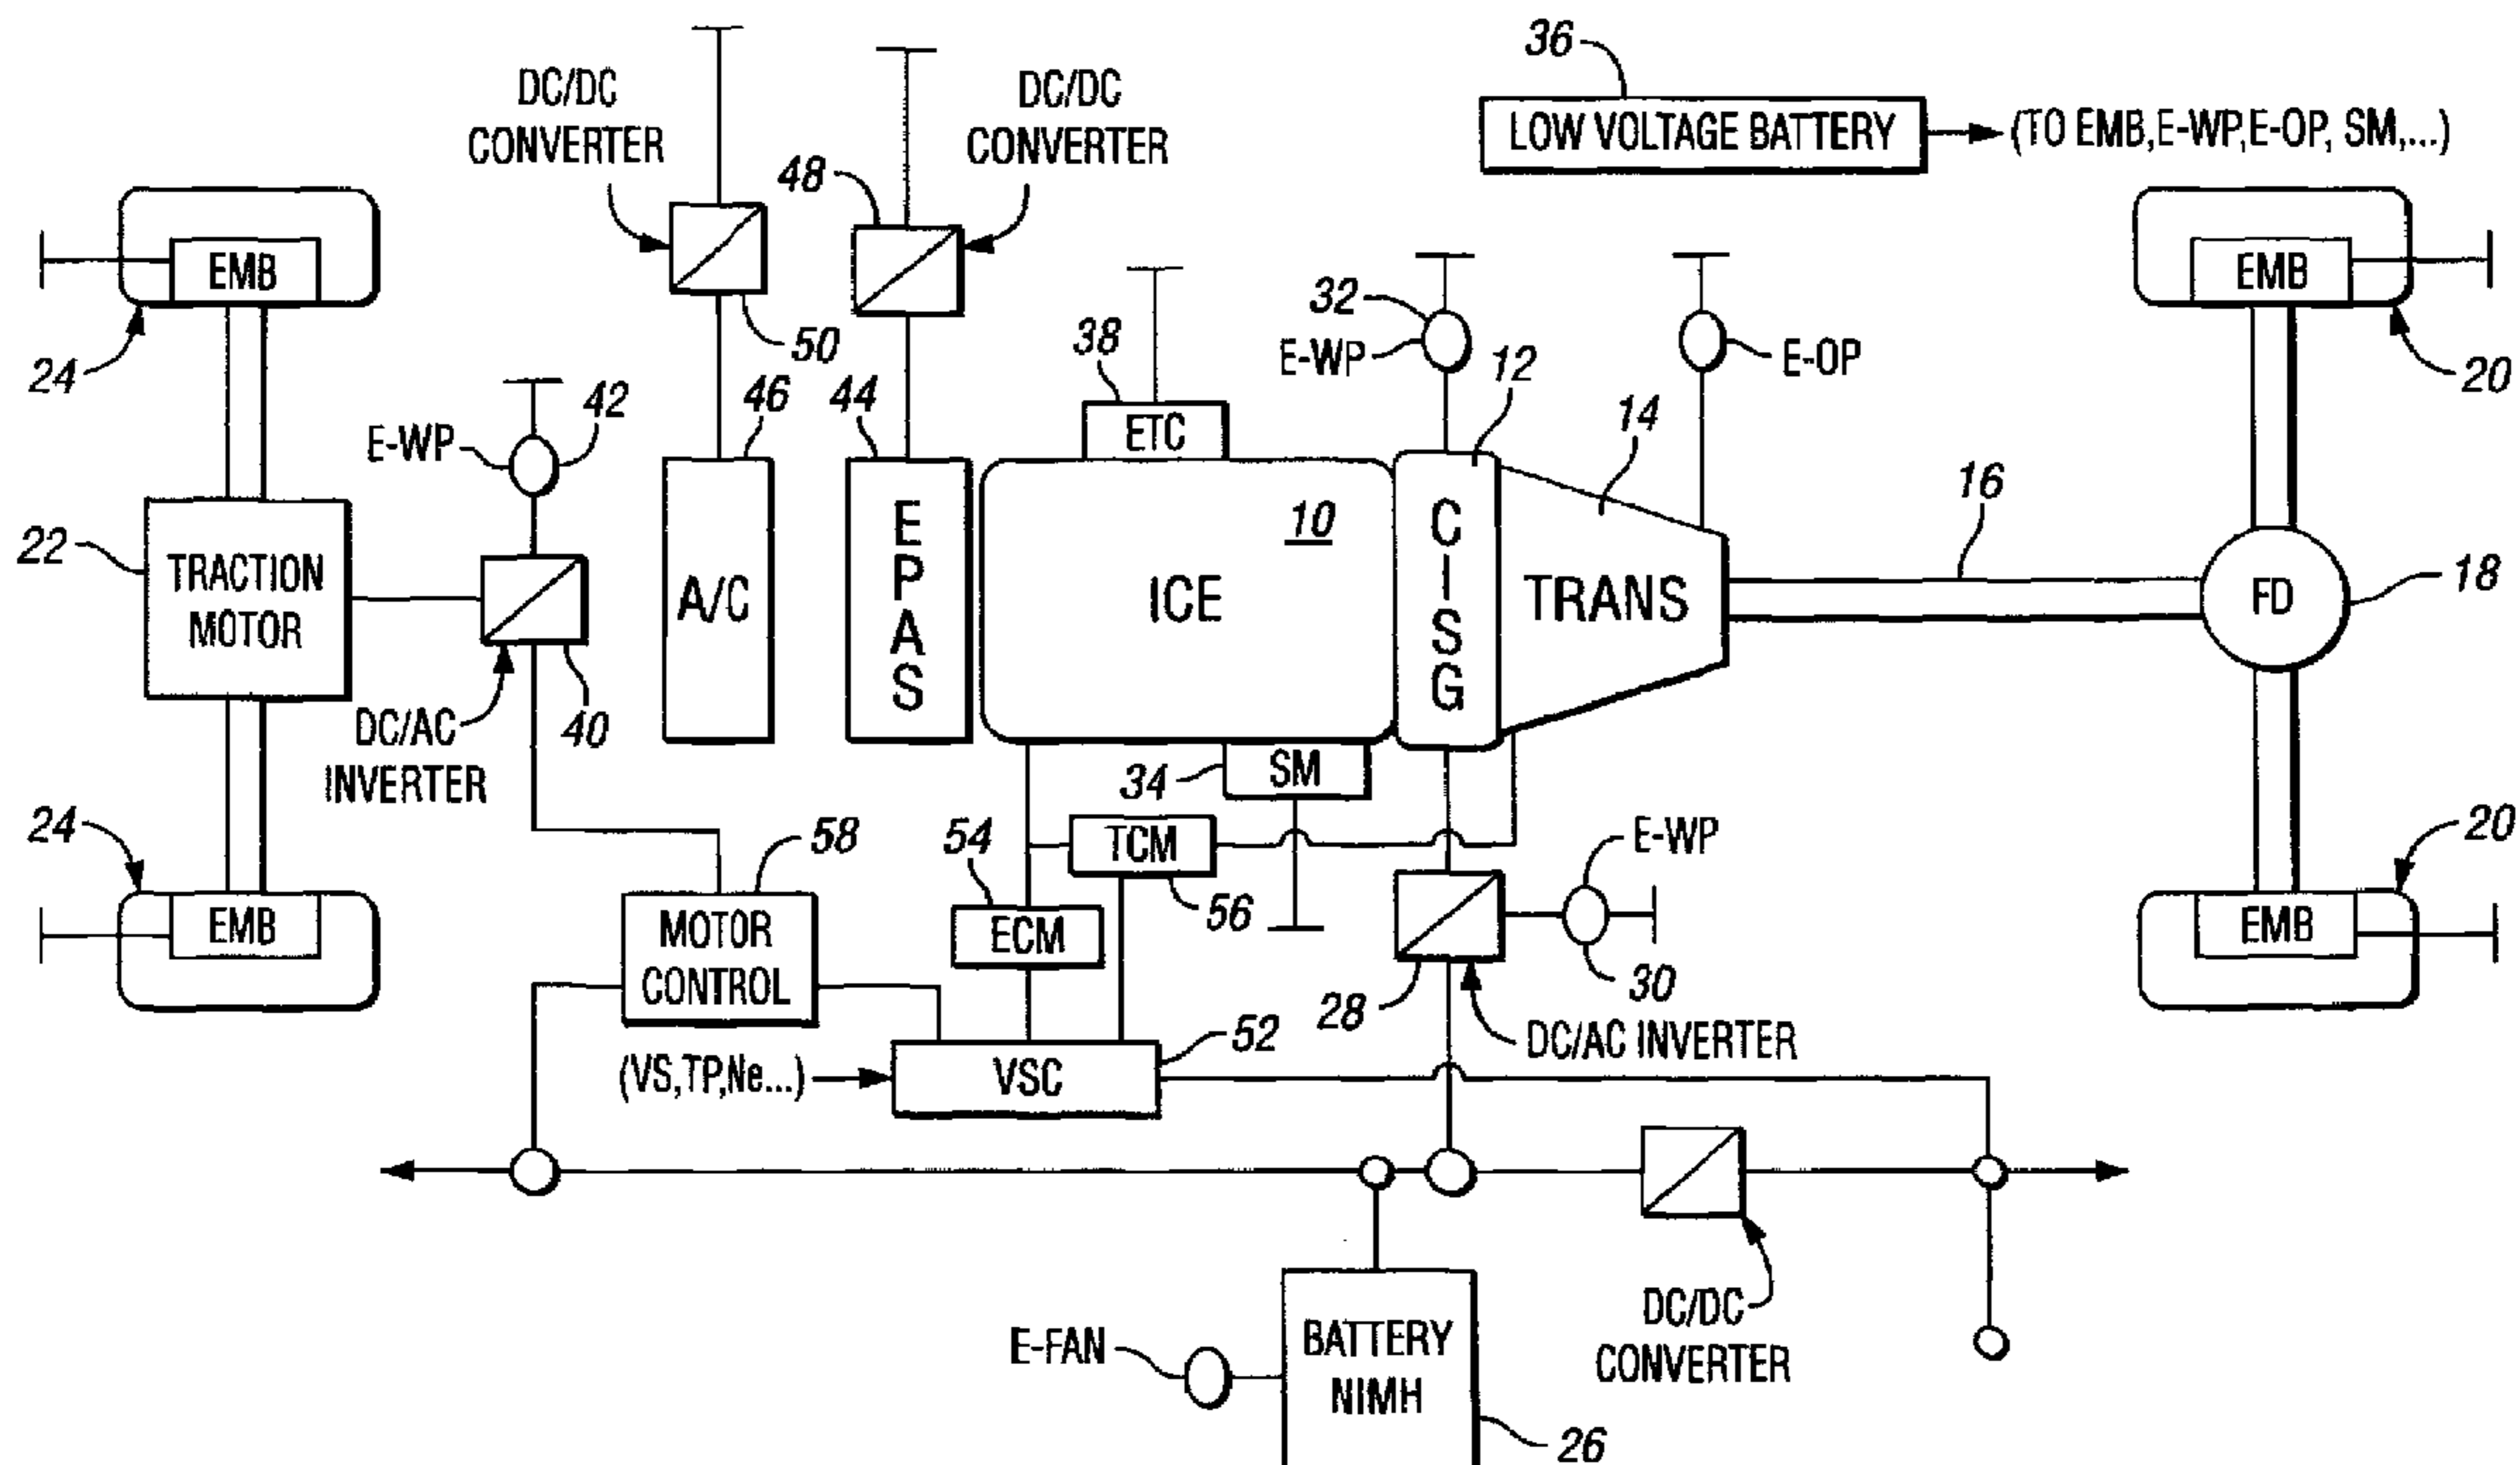 36
DC/DC
CONVERTER
DC/DC
CONVERTER
LOW VOLTAGE BATTERY
(TO EMB,E-WP,E-OP, SM,...)
48
EMB
EMB
32
E-WP
E-OP
50
38
12
24
20
46
44
42
E-WP
14
ETC
16
10
22
TRACTION
MOTOR
A/C
EPAS
ICE
CISG
TRANS
FD
18
DC/AC
INVERTER
40
34
SM
24
58
54
TCM
E-WP
20
EMB
MOTOR
CONTROL
ECM
56
EMB
28
30
52
DC/AC INVERTER
(VS,TP,Ne...)
VSC
E-FAN
BATTERY
NIMH
DC/DC
CONVERTER
26